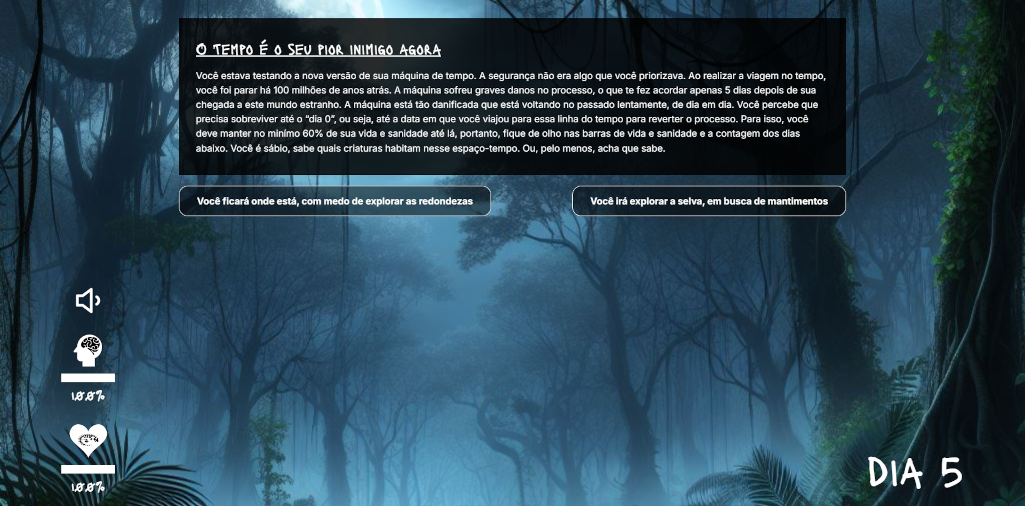 O TEMPO É O SEU PIOR INIMIGO AGORA
Você estava testando a nova versão de sua máquina de tempo. A segurança não era algo que você priorizava. Ao realizar a viagem no tempo,
você foi parar há 100 milhões de anos atrás. A máquina sofreu graves danos no processo, o que te fez acordar apenas 5 dias depois de sua
chegada a este mundo estranho. A máquina está tão danificada que está voltando no passado lentamente, de dia em dia. Você percebe que
precisa sobreviver até o "dia 0", ou seja, até a data em que você viajou para essa linha do tempo para reverter o processo. Para isso, você
deve manter no mínimo 60% de sua vida e sanidade até lá, portanto, fique de olho nas barras de vida e sanidade e a contagem dos dias
abaixo. Você é sábio, sabe quais criaturas habitam nesse espaço-tempo. Ou, pelo menos, acha que sabe.
Você ficará onde está, com medo de explorar as redondezas
Você irá explorar a selva, em busca de mantimentos
100%
100%
DIA 5